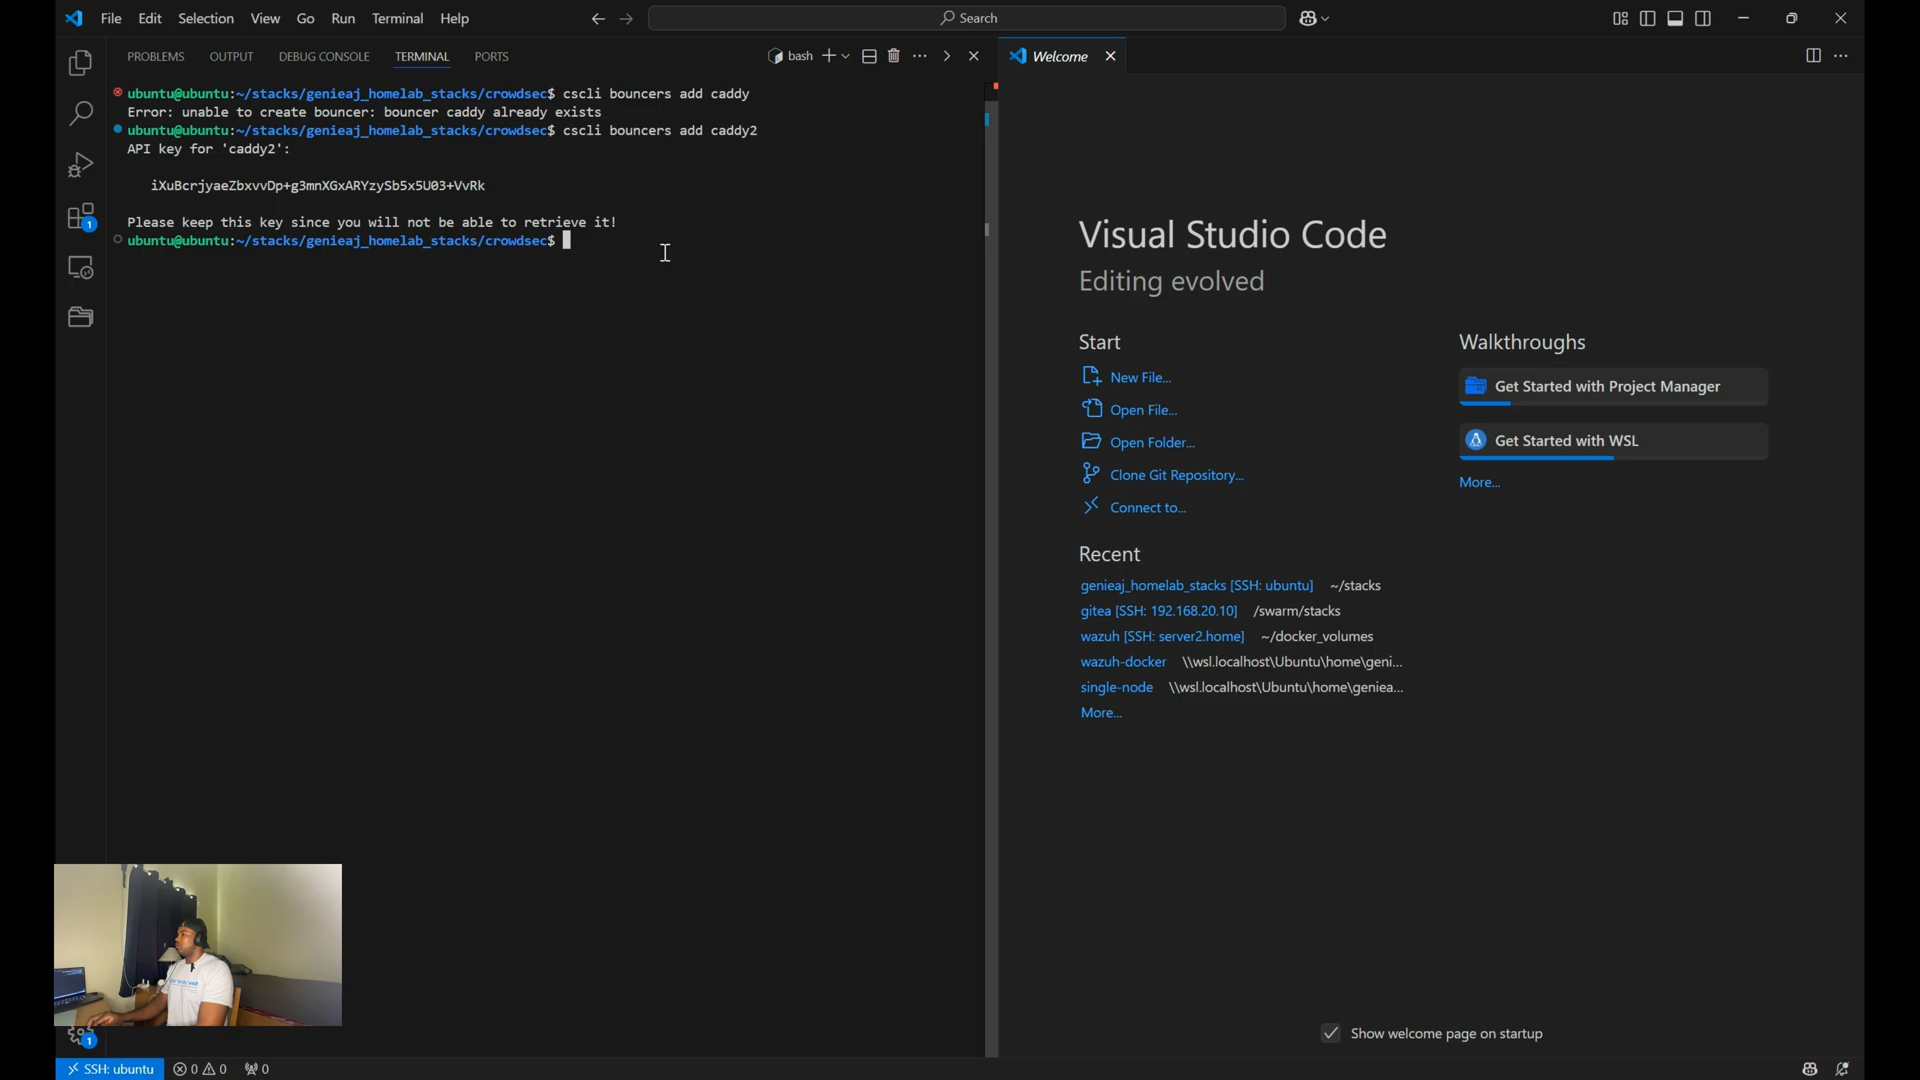 File Edit Selection View Go Run Terminal Help
Search
PROBLEMS OUTPUT DEBUG CONSOLE TERMINAL PORTS
bash
Welcome
ubuntu@ubuntu:~/stacks/genieaj_homelab_stacks/crowdsec$ cscli bouncers add caddy
Error: unable to create bouncer: bouncer caddy already exists
ubuntu@ubuntu:~/stacks/genieaj_homelab_stacks/crowdsec$ cscli bouncers add caddy2
API key for 'caddy2':
iXuBcrjyaeZbxvvDp+g3mnXGxARYzySb5x5U03+VvRk
Please keep this key since you will not be able to retrieve it!
ubuntu@ubuntu:~/stacks/genieaj_homelab_stacks/crowdsec$
1
Visual Studio Code
Editing evolved
Start
New File...
Open File...
Open Folder...
Clone Git Repository...
Connect to...
Walkthroughs
Get Started with Project Manager
Get Started with WSL
More...
Recent
genieaj_homelab_stacks [SSH: ubuntu] ~/stacks
gitea [SSH: 192.168.20.10] /swarm/stacks
wazuh [SSH: server2.home] ~/docker_volumes
wazuh-docker \\wsl.localhost\Ubuntu\home\geni...
single-node \\wsl.localhost\Ubuntu\home\geniea...
More...
Show welcome page on startup
1
SSH: ubuntu 0 0 0